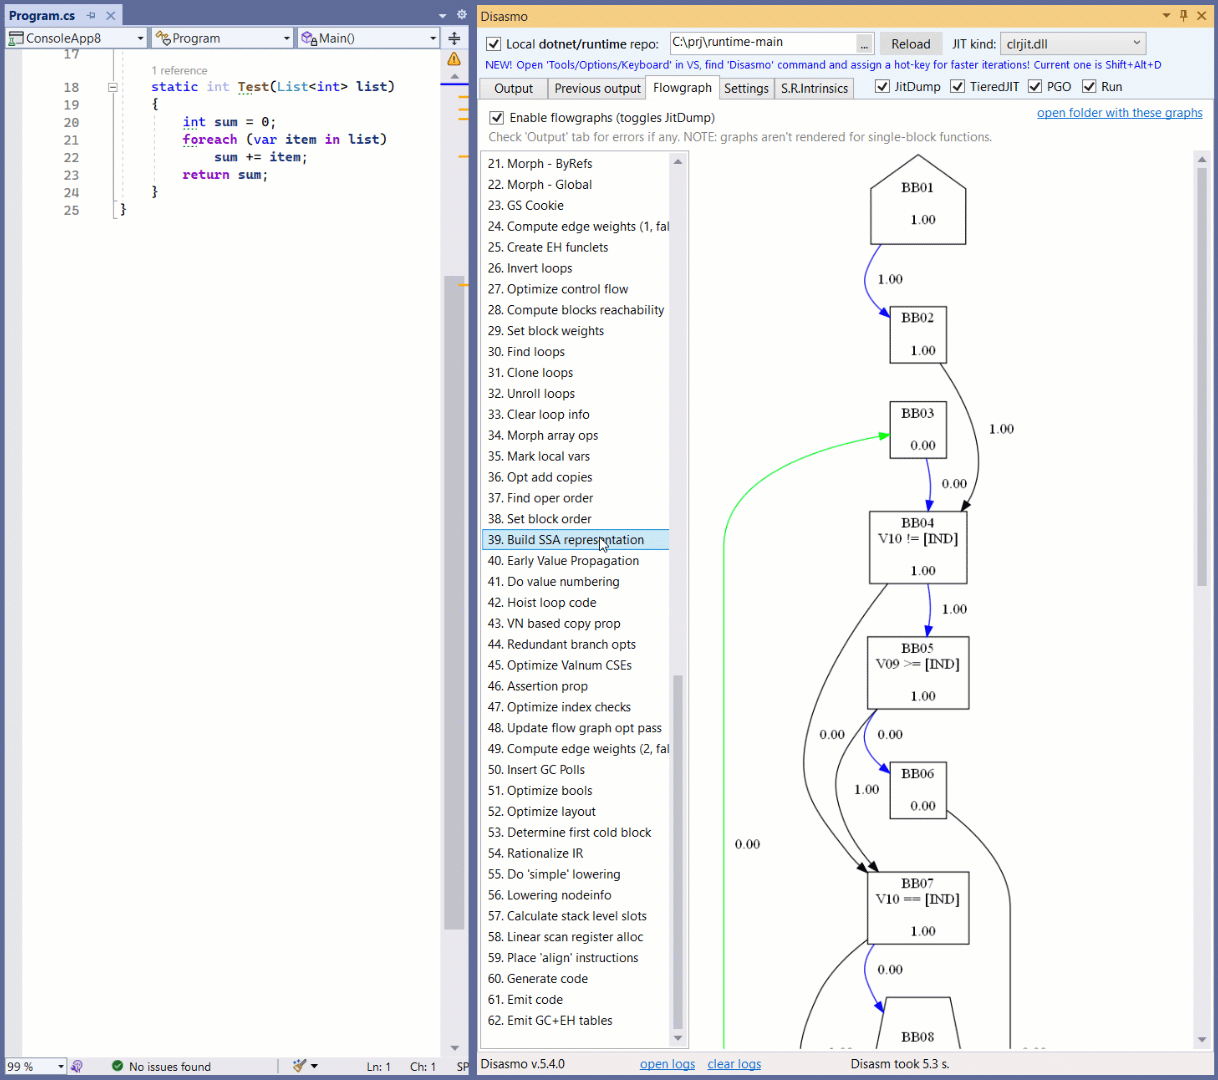 Program.cs
ConsoleApp8
Program
Main()
17
1 reference
18 static int Test(List<int> list)
19 {
20 int sum = 0;
21 foreach (var item in list)
22 sum += item;
23 return sum;
24 }
25 }
99 %
No issues found
Ln: 1 Ch: 1 SP
Disasmo
Local dotnet/runtime repo: C:\prj\runtime-main ... Reload JIT kind: clrjit.dll
NEW! Open 'Tools/Options/Keyboard' in VS, find 'Disasmo' command and assign a hot-key for faster iterations! Current one is Shift+Alt+D
Output Previous output Flowgraph Settings S.R.Intrinsics JitDump TieredJIT PGO Run
Enable flowgraphs (toggles JitDump)
open folder with these graphs
Check 'Output' tab for errors if any. NOTE: graphs aren't rendered for single-block functions.
21. Morph - ByRefs
22. Morph - Global
23. GS Cookie
24. Compute edge weights (1, fal
25. Create EH funclets
26. Invert loops
27. Optimize control flow
28. Compute blocks reachability
29. Set block weights
30. Find loops
31. Clone loops
32. Unroll loops
33. Clear loop info
34. Morph array ops
35. Mark local vars
36. Opt add copies
37. Find oper order
38. Set block order
39. Build SSA representation
40. Early Value Propagation
41. Do value numbering
42. Hoist loop code
43. VN based copy prop
44. Redundant branch opts
45. Optimize Valnum CSEs
46. Assertion prop
47. Optimize index checks
48. Update flow graph opt pass
49. Compute edge weights (2, fal
50. Insert GC Polls
51. Optimize bools
52. Optimize layout
53. Determine first cold block
54. Rationalize IR
55. Do 'simple' lowering
56. Lowering nodeinfo
57. Calculate stack level slots
58. Linear scan register alloc
59. Place 'align' instructions
60. Generate code
61. Emit code
62. Emit GC+EH tables
BB01
1.00
1.00
BB02
1.00
1.00
BB03
0.00
0.00
BB04
V10 != [IND]
1.00
1.00
BB05
V09 >= [IND]
1.00
0.00
0.00
BB06
1.00
0.00
0.00
BB07
V10 == [IND]
1.00
0.00
BB08
Disasmo v.5.4.0
open logs
clear logs
Disasm took 5.3 s.